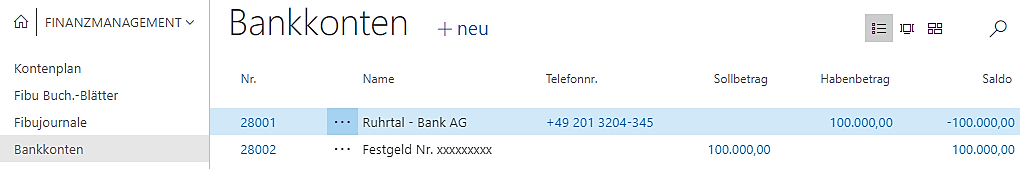 FINANZMANAGEMENT
Bankkonten + neu
Kontenplan
Fibu Buch.-Blätter
Fibujournale
Bankkonten
Nr. Name Telefonnr. Sollbetrag Habenbetrag Saldo
28001 ... Ruhrtal - Bank AG +49 201 3204-345 100.000,00 -100.000,00
28002 ... Festgeld Nr. xxxxxxxxx 100.000,00 100.000,00